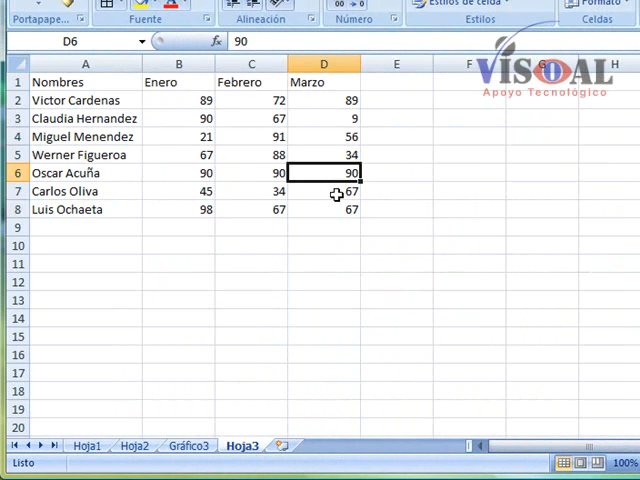 Estilos de celda
Formato
Fuente
Alineación
Número
Estilos
Celdas
D6
fx
90
VISOAL
Apoyo Tecnológico
A B C D E F G H
1 Nombres Enero Febrero Marzo
2 Victor Cardenas 89 72 89
3 Claudia Hernandez 90 67 9
4 Miguel Menendez 21 91 56
5 Werner Figueroa 67 88 34
6 Oscar Acuña 90 90 90
7 Carlos Oliva 45 34 67
8 Luis Ochaeta 98 67 67
9
10
11
12
13
14
15
16
17
18
19
20
Hoja1 Hoja2 Gráfico3 Hoja3
Listo
100%